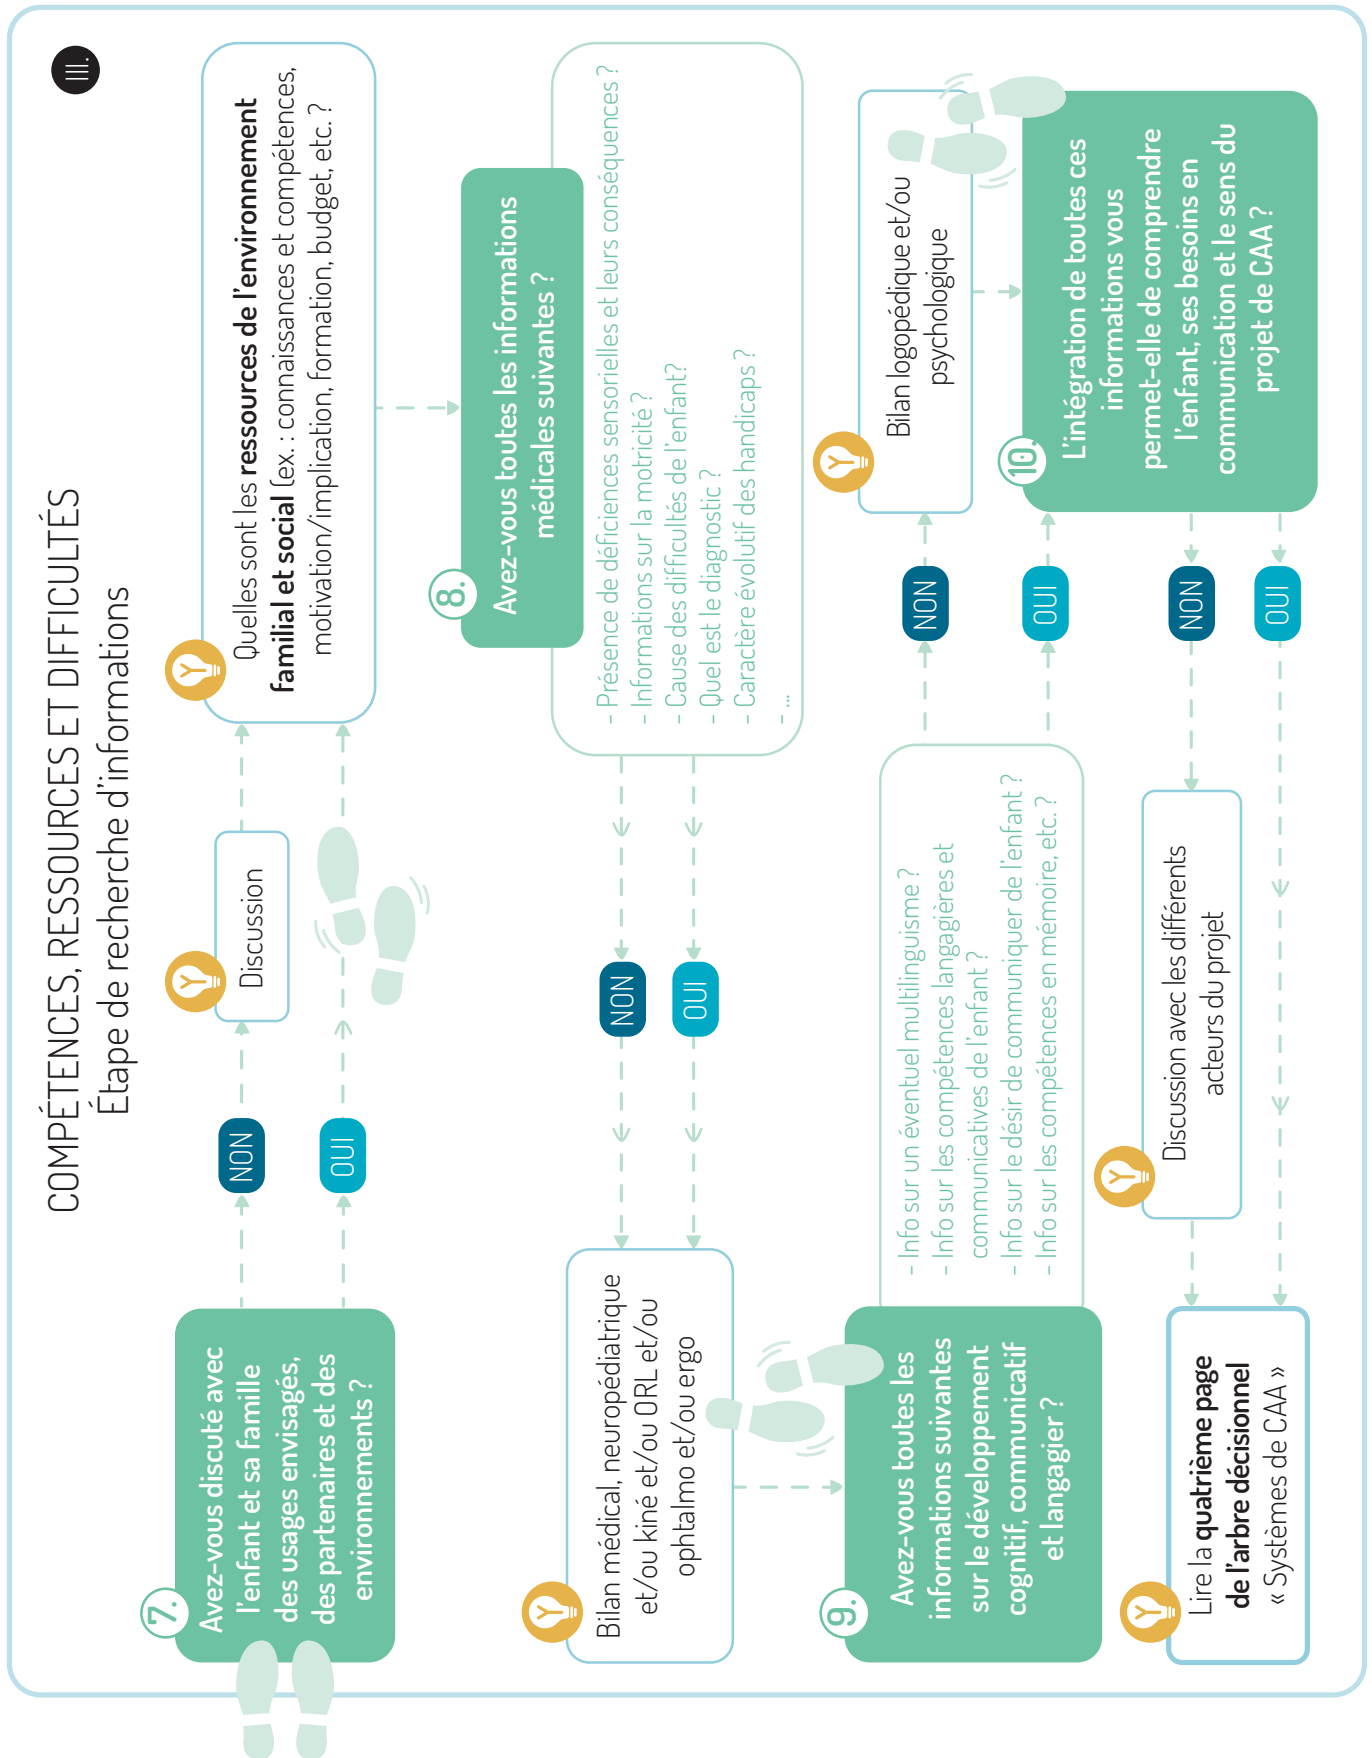 III.
COMPÉTENCES, RESSOURCES ET DIFFICULTÉS
Étape de recherche d'informations
7.
Avez-vous discuté avec
l'enfant et sa famille
des usages envisagés,
des partenaires et des
environnements ?
NON
OUI
Discussion
Quelles sont les ressources de l'environnement
familial et social (ex. : connaissances et compétences,
motivation/implication, formation, budget, etc. ?
8.
Avez-vous toutes les informations
médicales suivantes ?
- Présence de déficiences sensorielles et leurs conséquences ?
- Informations sur la motricité ?
- Cause des difficultés de l'enfant?
- Quel est le diagnostic ?
- Caractère évolutif des handicaps ?
- ...
NON
OUI
Bilan médical, neuropédiatrique
et/ou kiné et/ou ORL et/ou
ophtalmo et/ou ergo
9.
Avez-vous toutes les
informations suivantes
sur le développement
cognitif, communicatif
et langagier ?
- Info sur un éventuel multilinguisme ?
- Info sur les compétences langagières et
communicatives de l'enfant ?
- Info sur le désir de communiquer de l'enfant ?
- Info sur les compétences en mémoire, etc. ?
NON
OUI
Bilan logopédique et/ou
psychologique
10.
L'intégration de toutes ces
informations vous
permet-elle de comprendre
l'enfant, ses besoins en
communication et le sens du
projet de CAA ?
NON
OUI
Discussion avec les différents
acteurs du projet
Lire la quatrième page
de l'arbre décisionnel
« Systèmes de CAA »